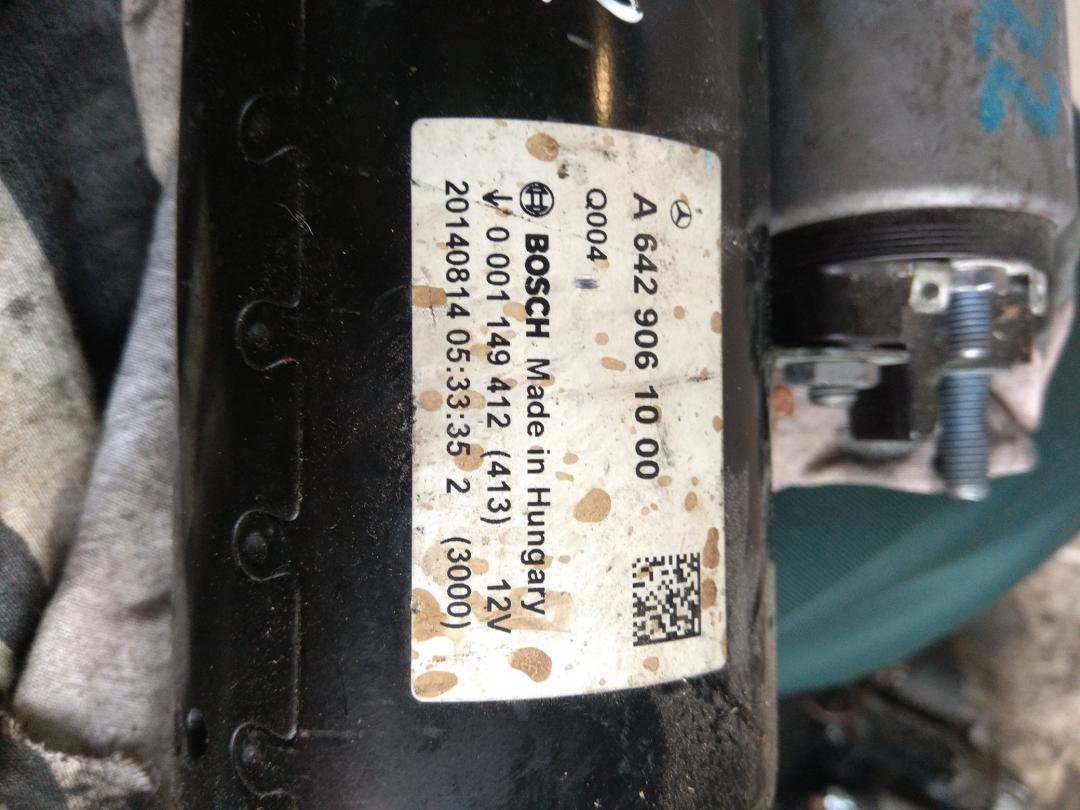 A 642 906 10 00
Q004
BOSCH Made in Hungary
0 001 149 412 (413) 12V
20140814 05:33:35 2 (3000)
22